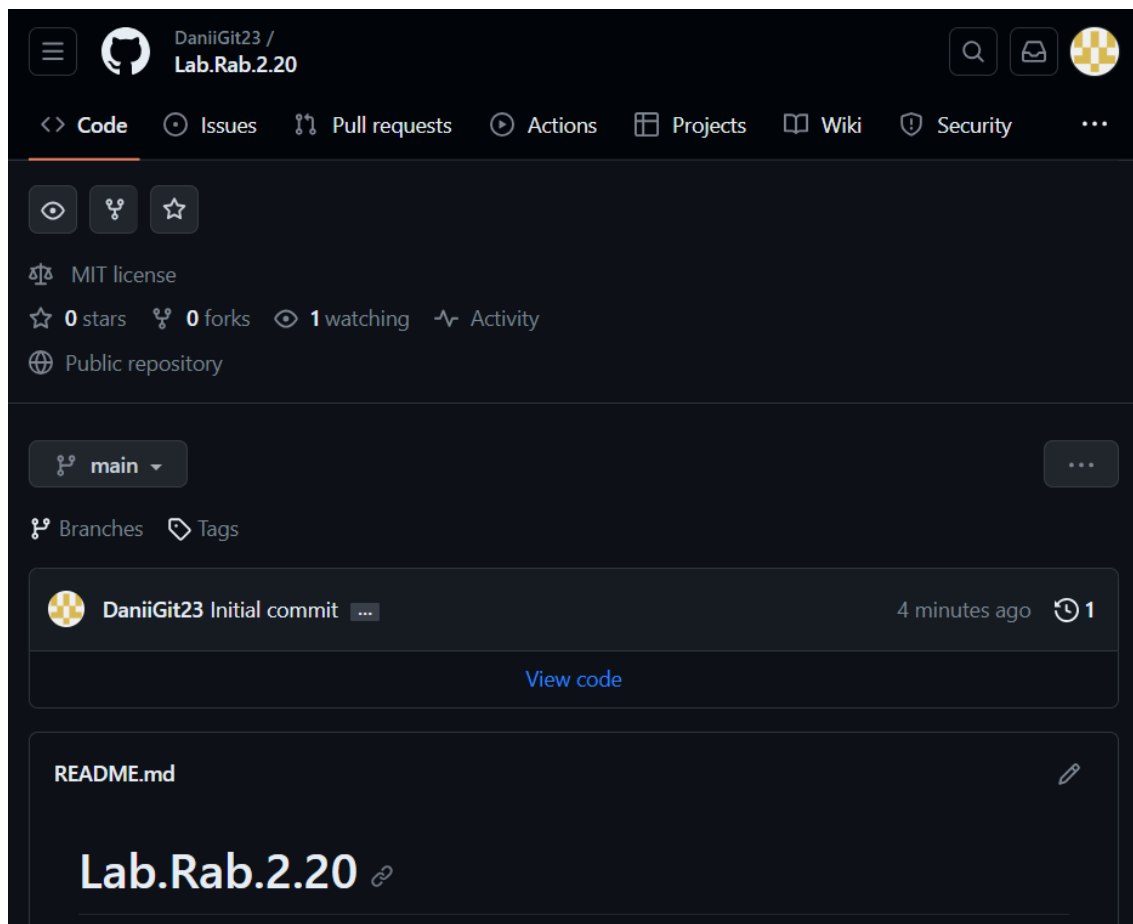 DaniiGit23 /
Lab.Rab.2.20
Code Issues Pull requests Actions Projects Wiki Security
MIT license
0 stars 0 forks 1 watching Activity
Public repository
main
Branches Tags
DaniiGit23 Initial commit ... 4 minutes ago 1
View code
README.md
Lab.Rab.2.20